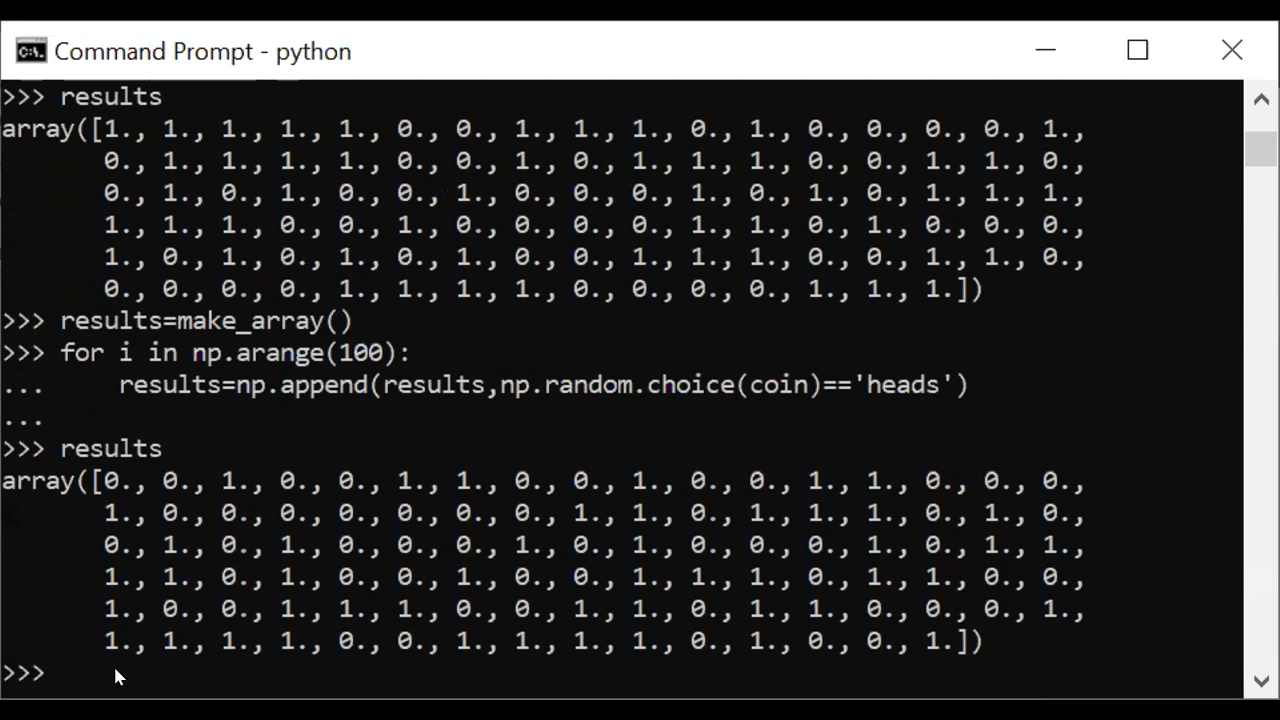 Command Prompt - python
>>> results
array([1., 1., 1., 1., 1., 0., 0., 1., 1., 1., 0., 1., 0., 0., 0., 0., 1.,
0., 1., 1., 1., 1., 0., 0., 1., 0., 1., 1., 1., 0., 0., 1., 1., 0.,
0., 1., 0., 1., 0., 0., 1., 0., 0., 0., 1., 0., 1., 0., 1., 1., 1.,
1., 1., 1., 0., 0., 1., 0., 0., 0., 0., 1., 1., 0., 1., 0., 0., 0.,
1., 0., 1., 0., 1., 0., 1., 0., 0., 1., 1., 1., 0., 0., 1., 1., 0.,
0., 0., 0., 0., 1., 1., 1., 1., 0., 0., 0., 0., 1., 1., 1.])
>>> results=make_array()
>>> for i in np.arange(100):
...     results=np.append(results,np.random.choice(coin)=='heads')
...
>>> results
array([0., 0., 1., 0., 0., 1., 1., 0., 0., 1., 0., 0., 1., 1., 0., 0., 0.,
1., 0., 0., 0., 0., 0., 0., 0., 1., 1., 0., 1., 1., 1., 0., 1., 0.,
0., 1., 0., 1., 0., 0., 0., 1., 0., 1., 0., 0., 0., 1., 0., 1., 1.,
1., 1., 0., 1., 0., 0., 1., 0., 0., 1., 1., 1., 0., 1., 1., 0., 0.,
1., 0., 0., 1., 1., 1., 0., 0., 1., 1., 0., 1., 1., 0., 0., 0., 1.,
1., 1., 1., 1., 0., 0., 1., 1., 1., 1., 0., 1., 0., 0., 1.])
>>>